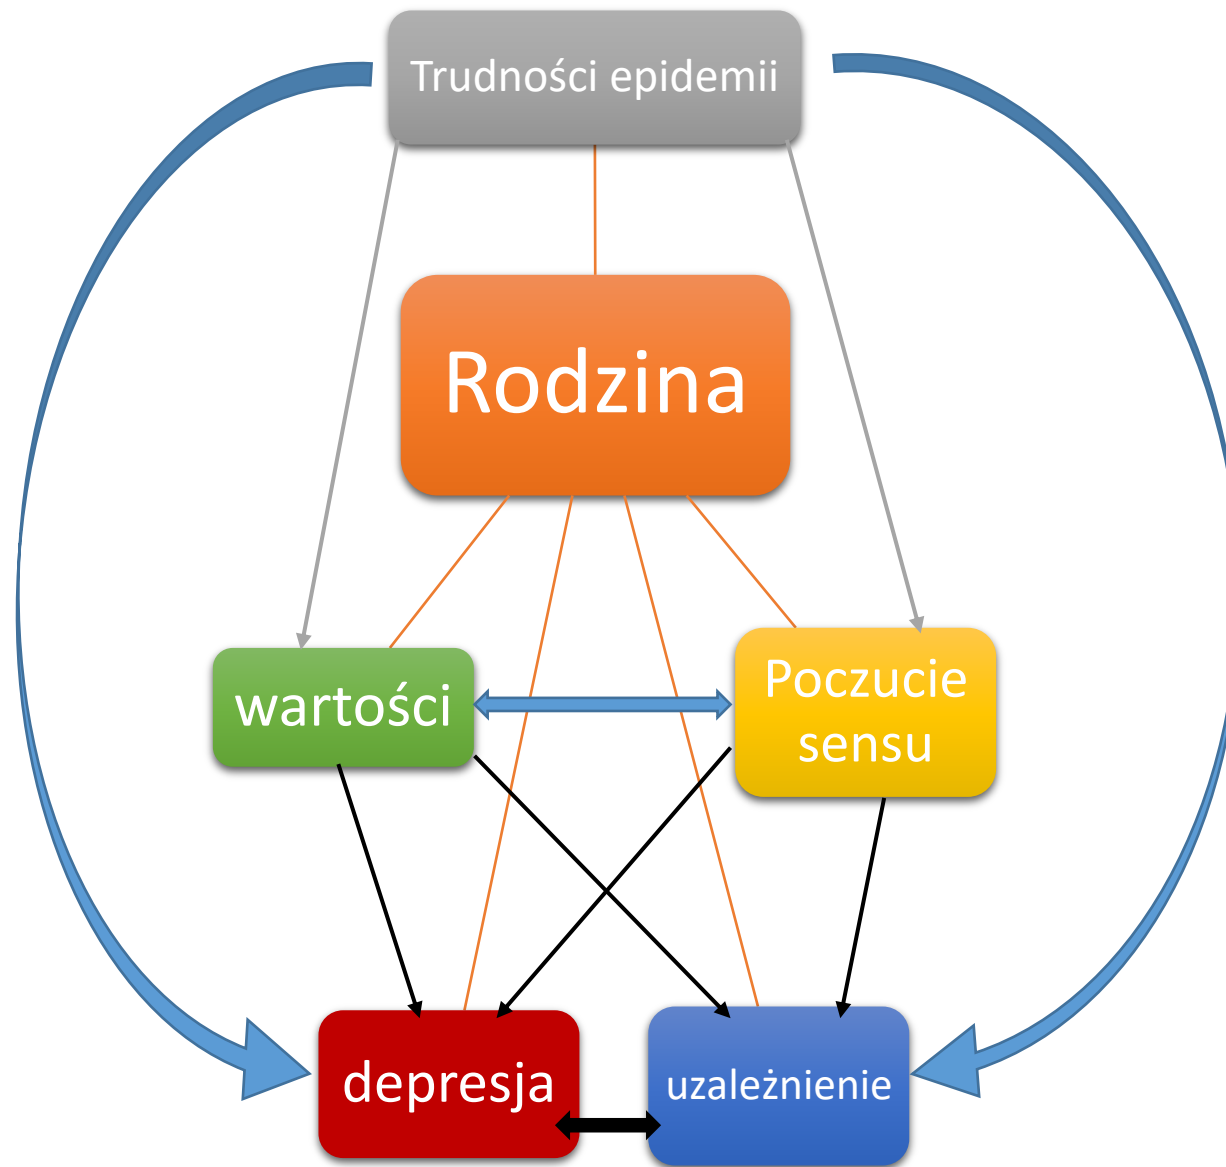 Trudności epidemii
Rodzina
wartości
Poczucie
sensu
depresja
uzależnienie